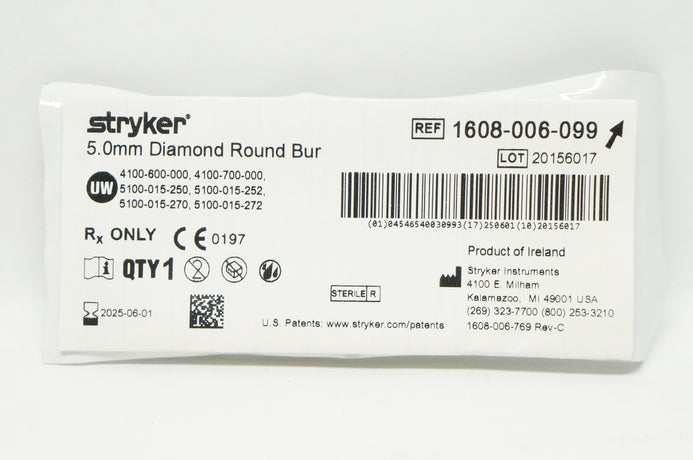 stryker®
5.0mm Diamond Round Bur
UW
4100-600-000, 4100-700-000,
5100-015-250, 5100-015-252,
5100-015-270, 5100-015-272
Rx ONLY CE 0197
i QTY 1 2
2025-06-01
STERILE R
U.S. Patents: www.stryker.com/patents
REF 1608-006-099
LOT 20156017
(01)04546540030993(17)250601(10)20156017
Product of Ireland
Stryker Instruments
4100 E. Milham
Kalamazoo, MI 49001 USA
(269) 323-7700 (800) 253-3210
1608-006-769 Rev-C